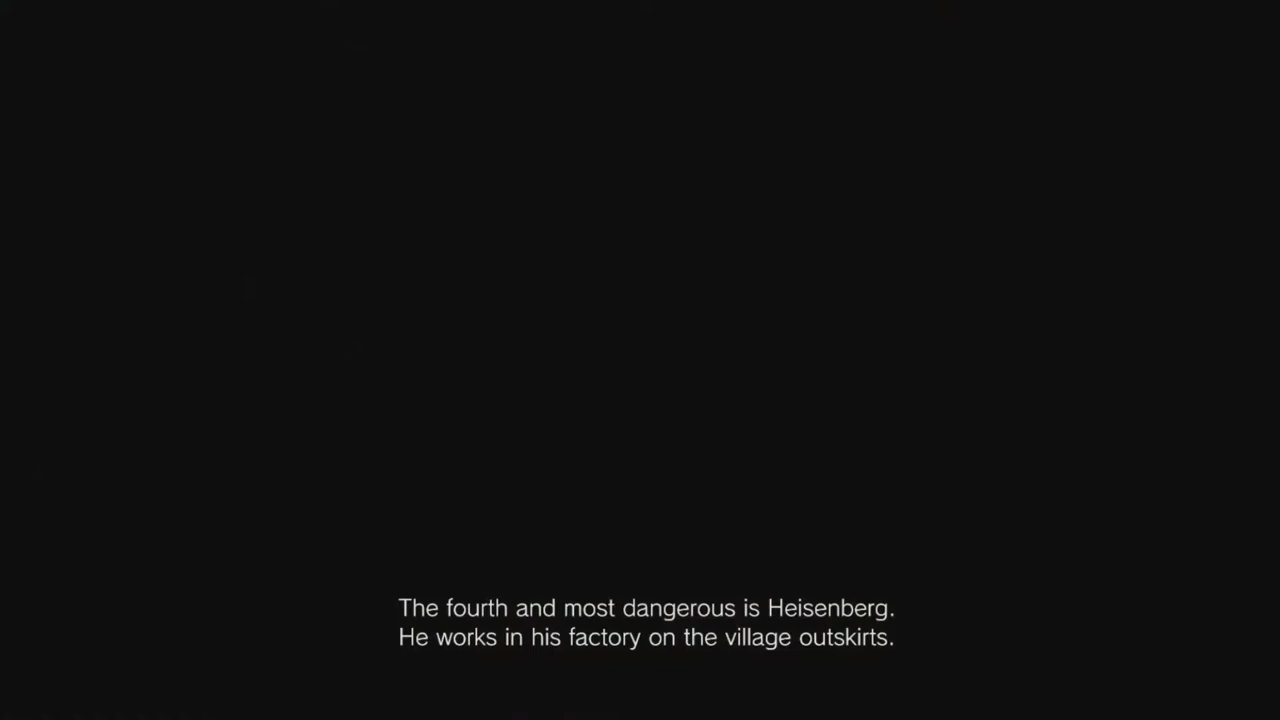 The fourth and most dangerous is Heisenberg.
He works in his factory on the village outskirts.